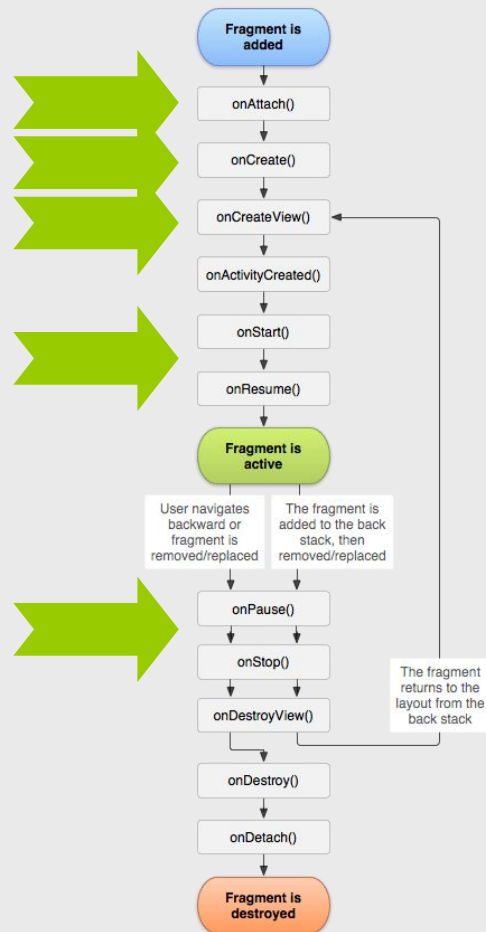 Fragment is
added
onAttach()
onCreate()
onCreateView()
onActivityCreated()
onStart()
onResume()
Fragment is
active
User navigates
backward or
fragment is
removed/replaced
The fragment is
added to the back
stack, then
removed/replaced
onPause()
onStop()
The fragment
returns to the
layout from the
back stack
onDestroyView()
onDestroy()
onDetach()
Fragment is
destroyed